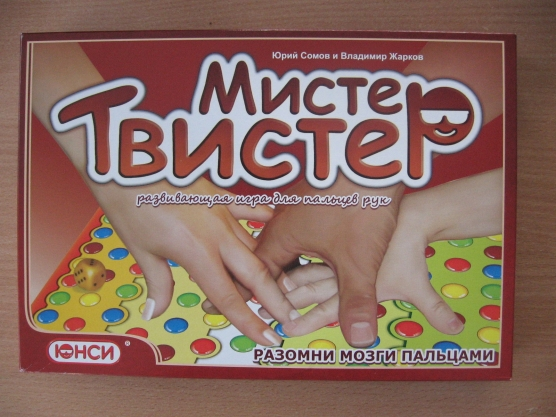 Юрий Сомов и Владимир Жарков
Мистер
Твистер
развивающая игра для пальцев рук
ЮНСИ ®
РАЗОМНИ МОЗГИ ПАЛЬЦАМИ